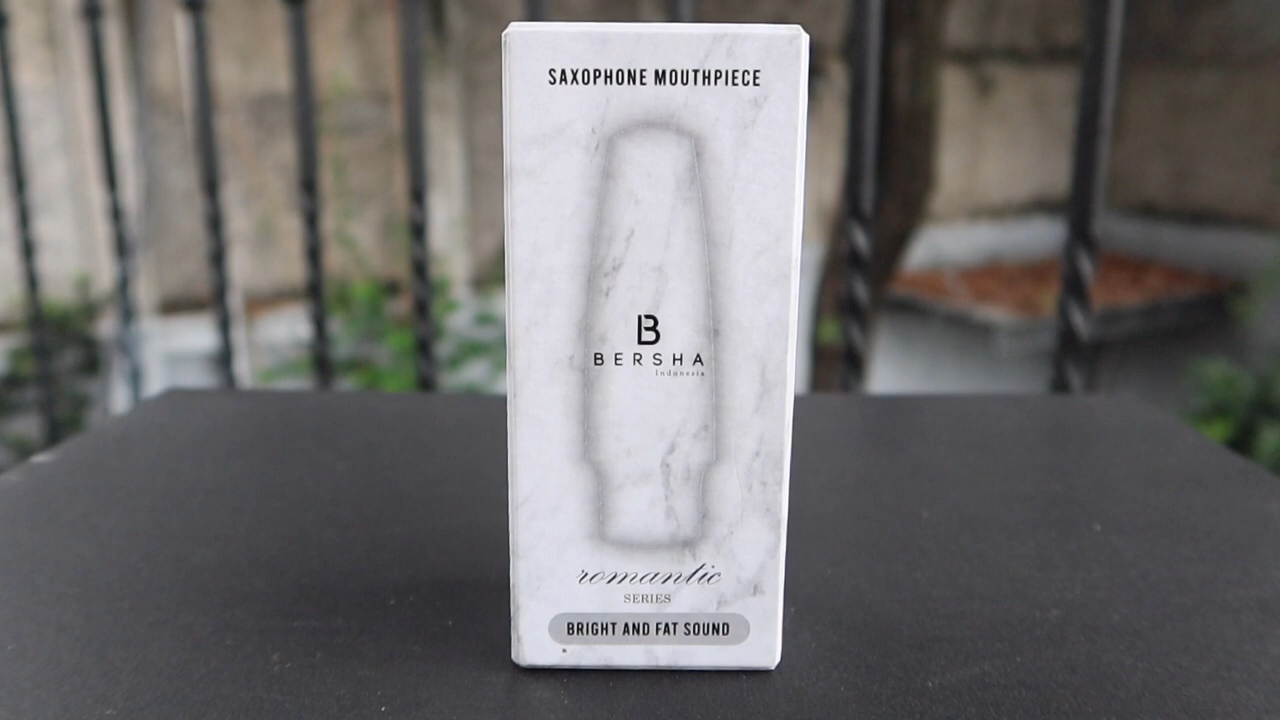 SAXOPHONE MOUTHPIECE
B
BERSHA
Indonesia
romantic
SERIES
BRIGHT AND FAT SOUND